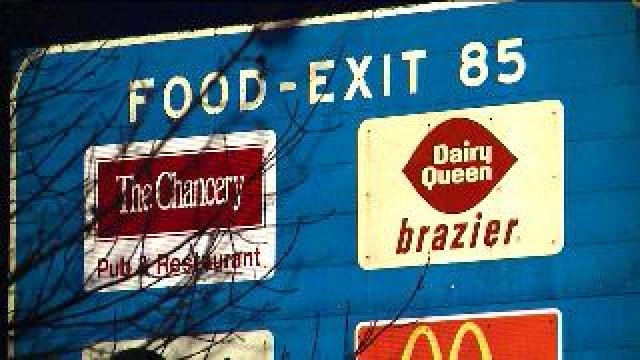 FOOD-EXIT 85
The Chancery
Pub & Restaurant
Dairy
Queen
brazier